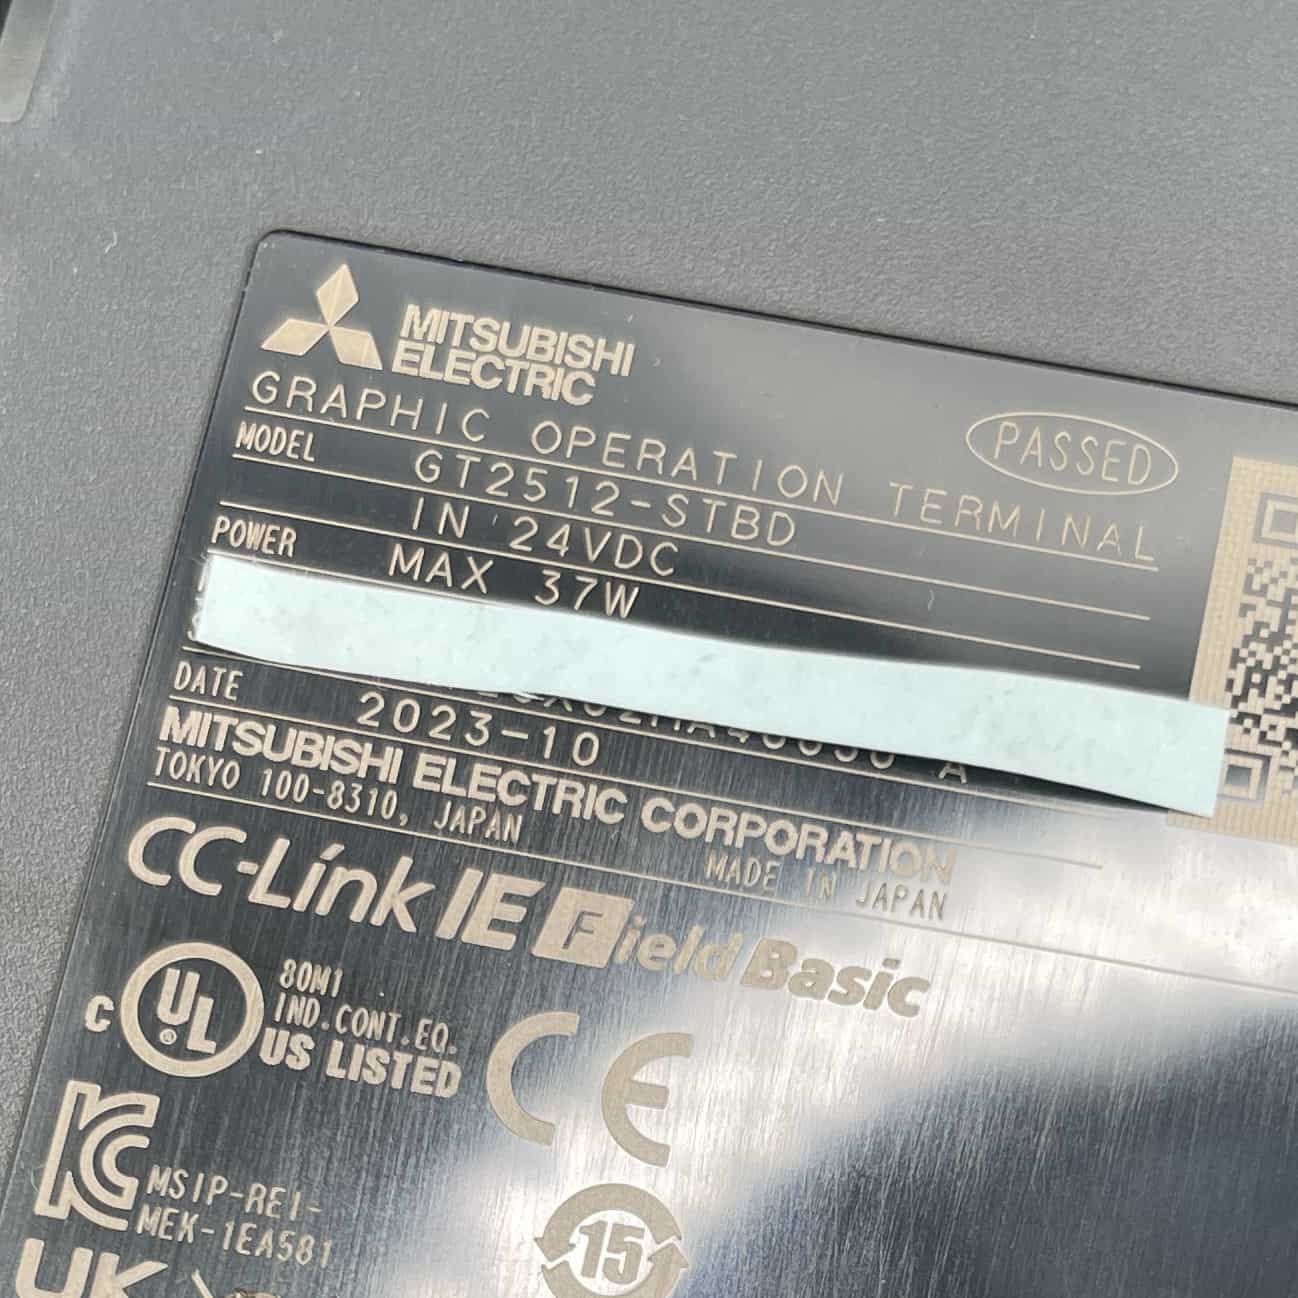 MITSUBISHI
ELECTRIC
GRAPHIC OPERATION TERMINAL
PASSED
MODEL GT2512-STBD
IN 24VDC
POWER MAX 37W
DATE 2023-10
MITSUBISHI ELECTRIC CORPORATION
TOKYO 100-8310, JAPAN
MADE IN JAPAN
CC-Link IE Field Basic
C UL ® US LISTED
80M1
IND.CONT.EQ.
CE
KC
MSIP-REI-
MEK-1EA581
15
UK